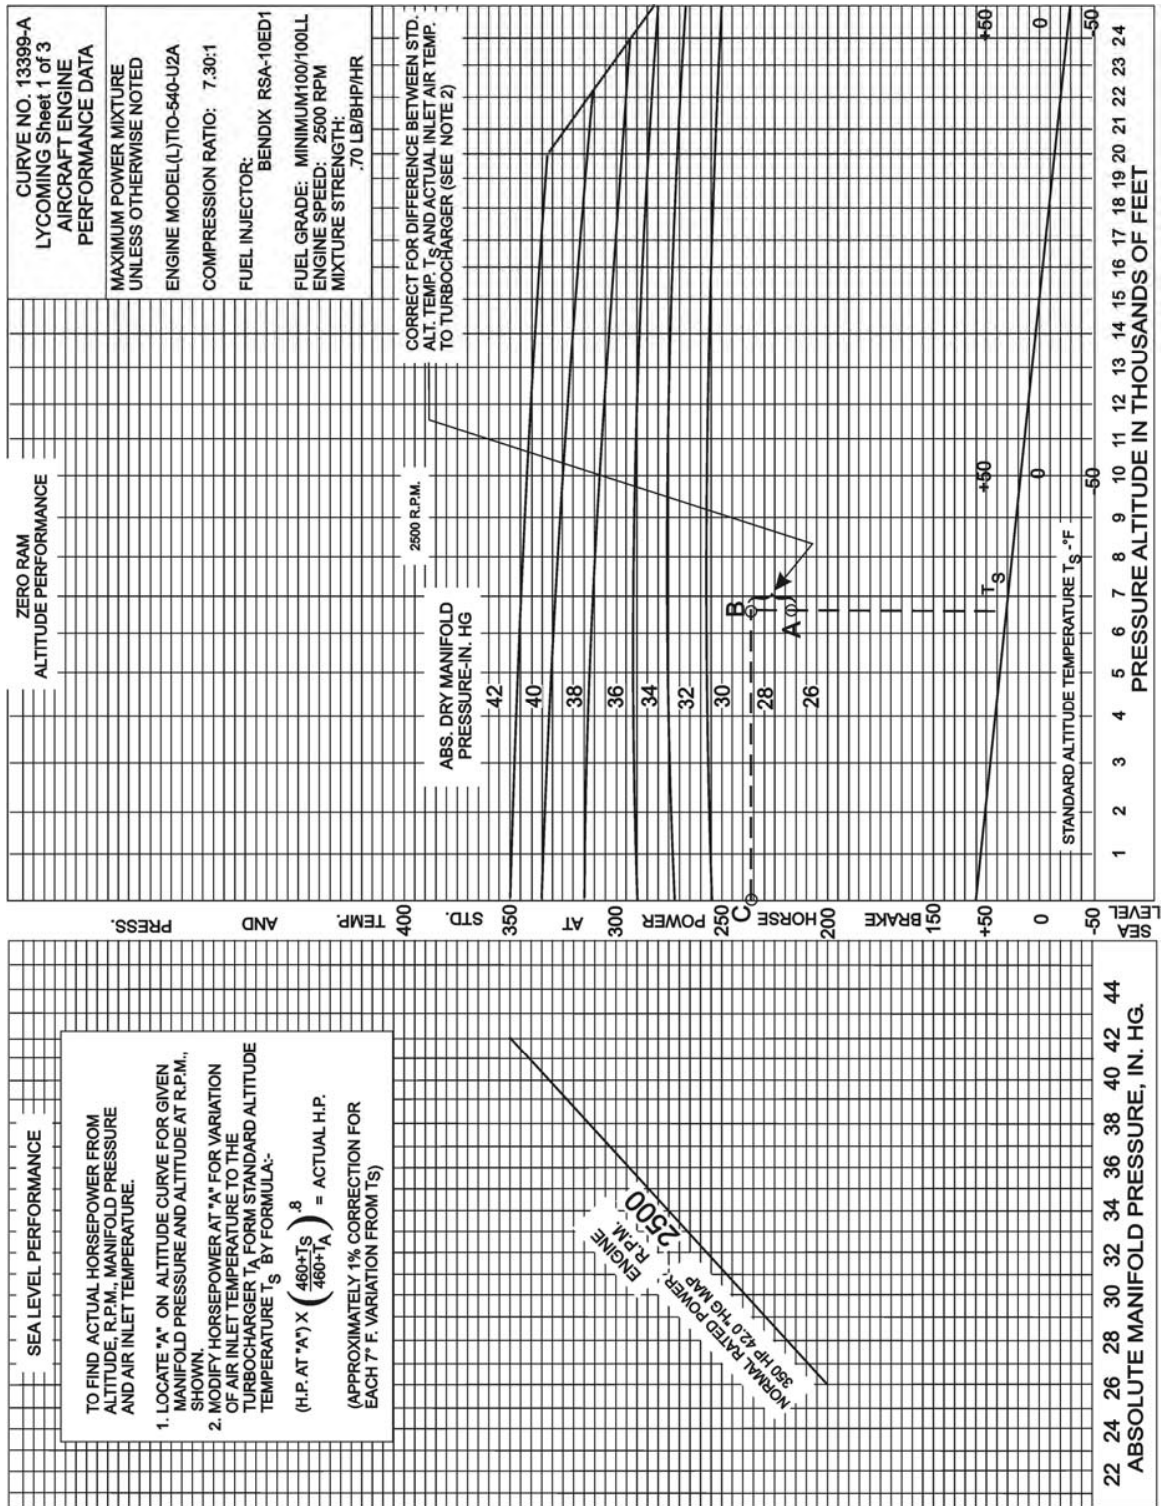 CURVE NO. 13399-A
LYCOMING Sheet 1 of 3
AIRCRAFT ENGINE
PERFORMANCE DATA
MAXIMUM POWER MIXTURE
UNLESS OTHERWISE NOTED
ENGINE MODEL(L)TIO-540-U2A
COMPRESSION RATIO: 7.30:1
FUEL INJECTOR:
BENDIX RSA-10ED1
FUEL GRADE: MINIMUM100/100LL
ENGINE SPEED: 2500 RPM
MIXTURE STRENGTH:
.70 LB/BHP/HR
SEA LEVEL PERFORMANCE
TO FIND ACTUAL HORSEPOWER FROM
ALTITUDE, R.P.M., MANIFOLD PRESSURE
AND AIR INLET TEMPERATURE.
1. LOCATE "A" ON ALTITUDE CURVE FOR GIVEN
MANIFOLD PRESSURE AND ALTITUDE AT R.P.M.,
SHOWN.
2. MODIFY HORSEPOWER AT "A" FOR VARIATION
OF AIR INLET TEMPERATURE TO THE
TURBOCHARGER TA FORM STANDARD ALTITUDE
TEMPERATURE TS BY FORMULA:-
(H.P. AT "A") X (460+TS / 460+TA) .8 = ACTUAL H.P.
(APPROXIMATELY 1% CORRECTION FOR
EACH 7° F. VARIATION FROM TS)
ENGINE
R.P.M.
2500
NORMAL RATED POWER:
350 HP 42.0 "HG MAP
22 24 26 28 30 32 34 36 38 40 42 44
ABSOLUTE MANIFOLD PRESSURE, IN. HG.
BRAKE HORSE POWER AT STD. TEMP. AND PRESS.
400
350
300
250
200
150
+50
0
-50
SEA
LEVEL
ZERO RAM
ALTITUDE PERFORMANCE
2500 R.P.M.
CORRECT FOR DIFFERENCE BETWEEN STD.
ALT. TEMP. TS AND ACTUAL INLET AIR TEMP.
TO TURBOCHARGER (SEE NOTE 2)
ABS. DRY MANIFOLD
PRESSURE-IN. HG
42
40
38
36
34
32
30
28
26
C
B
A
TS
+50
0
-50
+50
0
-50
STANDARD ALTITUDE TEMPERATURE TS -°F
1 2 3 4 5 6 7 8 9 10 11 12 13 14 15 16 17 18 19 20 21 22 23 24
PRESSURE ALTITUDE IN THOUSANDS OF FEET